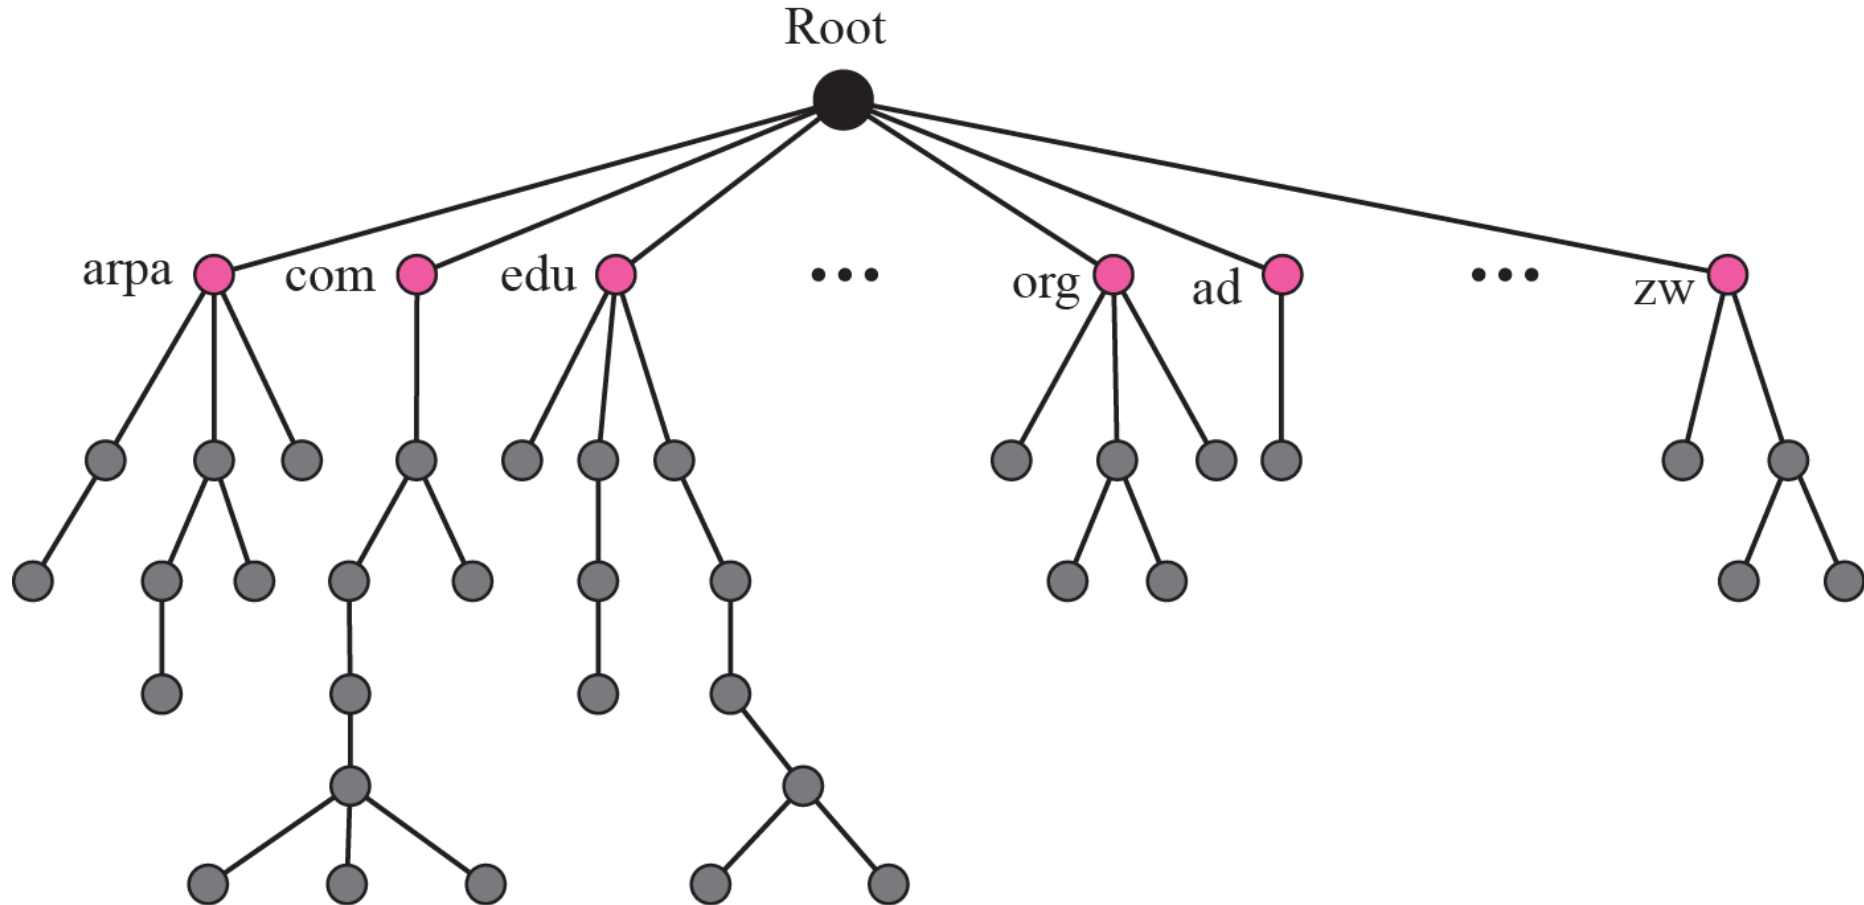 Root
arpa com edu ••• org ad ••• zw